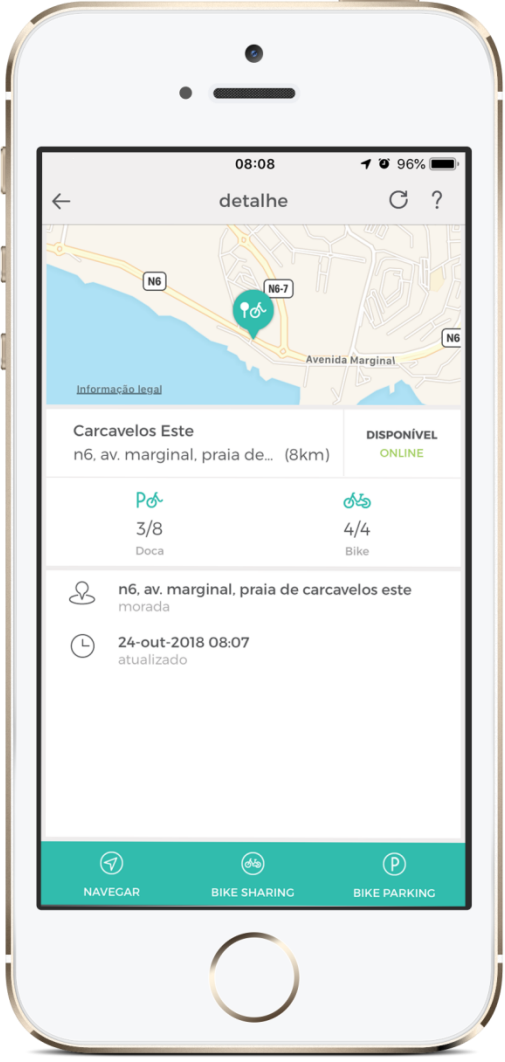 08:08
96%
detalhe
?
N6
N6-7
N6
Avenida Marginal
Informação legal
Carcavelos Este
n6, av. marginal, praia de... (8km)
DISPONÍVEL
ONLINE
P
3/8
Doca
4/4
Bike
n6, av. marginal, praia de carcavelos este
morada
24-out-2018 08:07
atualizado
NAVEGAR
BIKE SHARING
P
BIKE PARKING